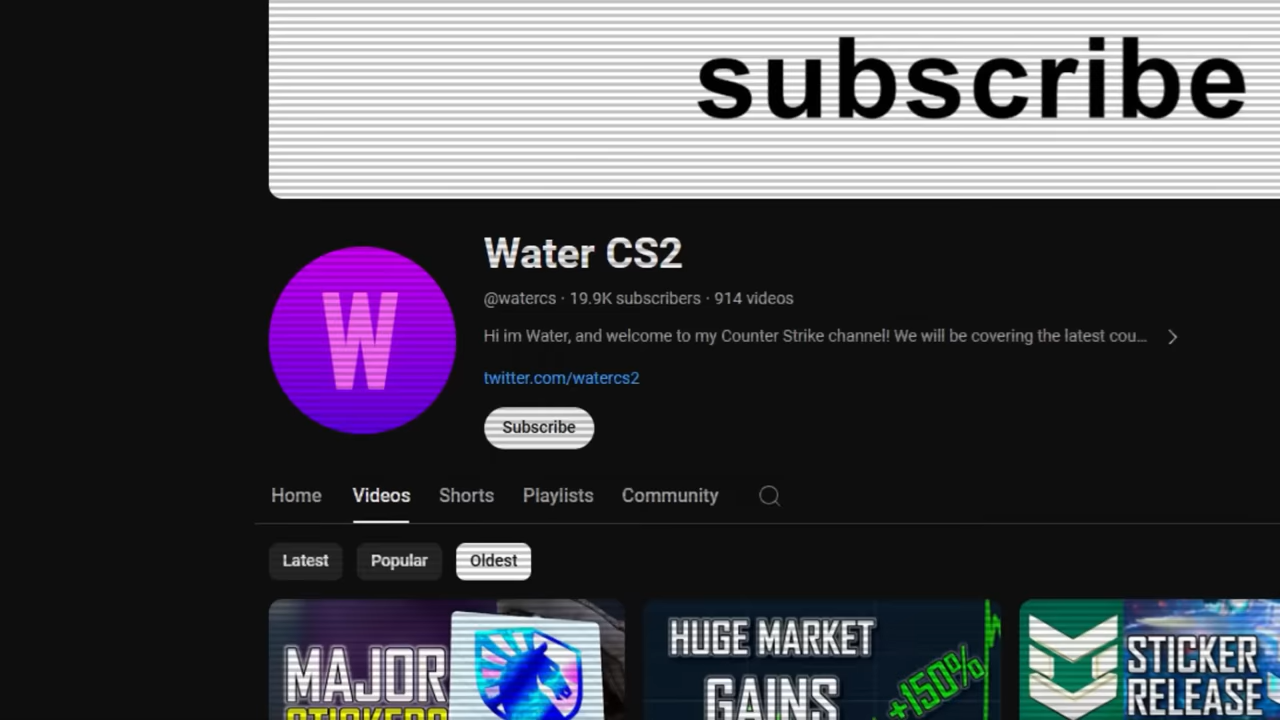 subscribe
W
Water CS2
@watercs · 19.9K subscribers · 914 videos
Hi im Water, and welcome to my Counter Strike channel! We will be covering the latest cou...
twitter.com/watercs2
Subscribe
Home Videos Shorts Playlists Community
Latest Popular Oldest
MAJOR
STICKERS
HUGE MARKET
GAINS
+150%
STICKER
RELEASE